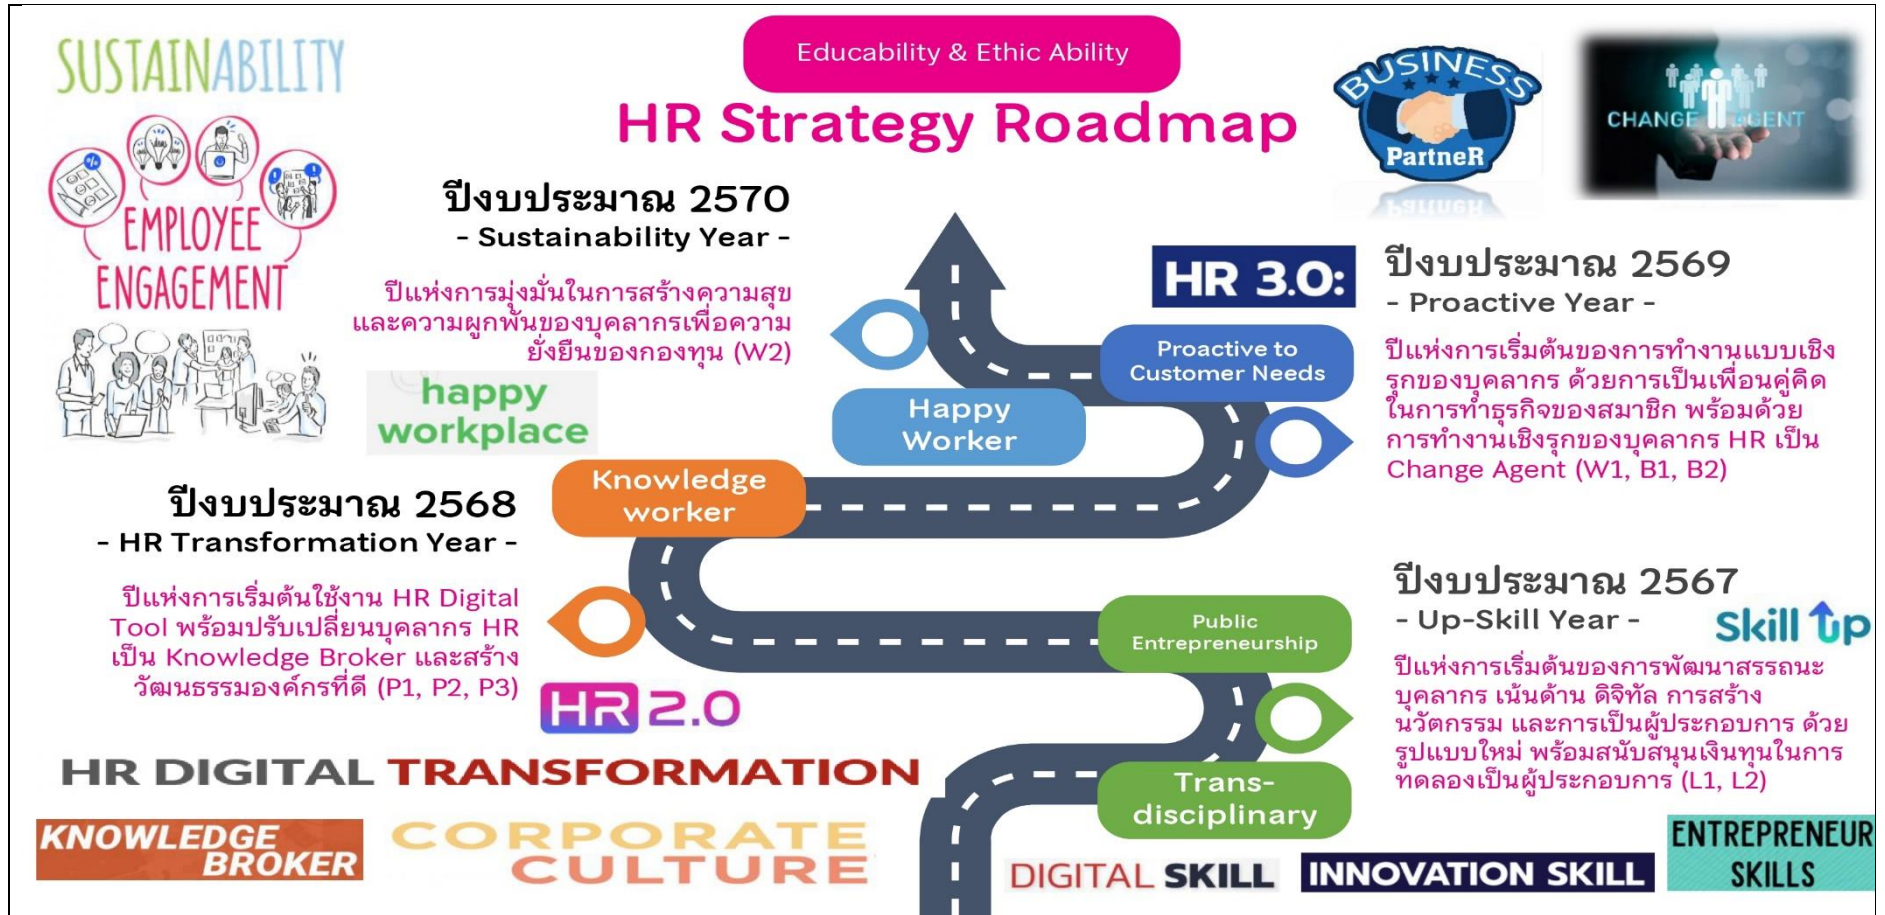 Educability & Ethic Ability
HR Strategy Roadmap
SUSTAINABILITY
EMPLOYEE
ENGAGEMENT
BUSINESS
PartneR
CHANGE AGENT
ปีงบประมาณ 2570
- Sustainability Year -
ปีแห่งการมุ่งมั่นในการสร้างความสุข
และความผูกพันของบุคลากรเพื่อความ
ยั่งยืนของกองทุน (W2)
happy
workplace
Happy
Worker
HR 3.0:
Proactive to
Customer Needs
ปีงบประมาณ 2569
- Proactive Year -
ปีแห่งการเริ่มต้นของการทำงานแบบเชิง
รุกของบุคลากร ด้วยการเป็นเพื่อนคู่คิด
ในการทำธุรกิจของสมาชิก พร้อมด้วย
การทำงานเชิงรุกของบุคลากร HR เป็น
Change Agent (W1, B1, B2)
ปีงบประมาณ 2568
- HR Transformation Year -
ปีแห่งการเริ่มต้นใช้งาน HR Digital
Tool พร้อมปรับเปลี่ยนบุคลากร HR
เป็น Knowledge Broker และสร้าง
วัฒนธรรมองค์กรที่ดี (P1, P2, P3)
Knowledge
worker
HR 2.0
HR DIGITAL TRANSFORMATION
KNOWLEDGE
BROKER
CORPORATE
CULTURE
Public
Entrepreneurship
Trans-
disciplinary
ปีงบประมาณ 2567
- Up-Skill Year -
Skill Up
ปีแห่งการเริ่มต้นของการพัฒนาสรรถนะ
บุคลากร เน้นด้าน ดิจิทัล การสร้าง
นวัตกรรม และการเป็นผู้ประกอบการ ด้วย
รูปแบบใหม่ พร้อมสนับสนุนเงินทุนในการ
ทดลองเป็นผู้ประกอบการ (L1, L2)
DIGITAL SKILL
INNOVATION SKILL
ENTREPRENEUR
SKILLS